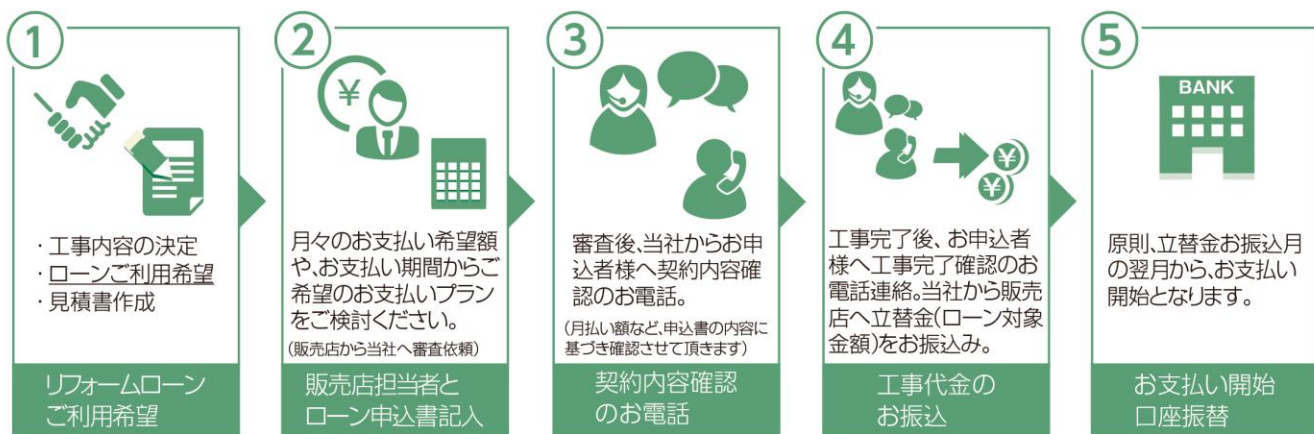 1
・工事内容の決定
・ローンご利用希望
・見積書作成
リフォームローン
ご利用希望
2
¥
月々のお支払い希望額
や、お支払い期間からご
希望のお支払いプラン
をご検討ください。
(販売店から当社へ審査依頼)
販売店担当者と
ローン申込書記入
3
審査後、当社からお申
込者様へ契約内容確
認のお電話。
(月払い額など、申込書の内容に
基づき確認させて頂きます)
契約内容確認
のお電話
4
¥
¥
工事完了後、お申込者
様へ工事完了確認のお
電話連絡。当社から販売
店へ立替金(ローン対象
金額)をお振込み。
工事代金の
お振込
5
BANK
原則、立替金お振込月
の翌月から、お支払い
開始となります。
お支払い開始
口座振替